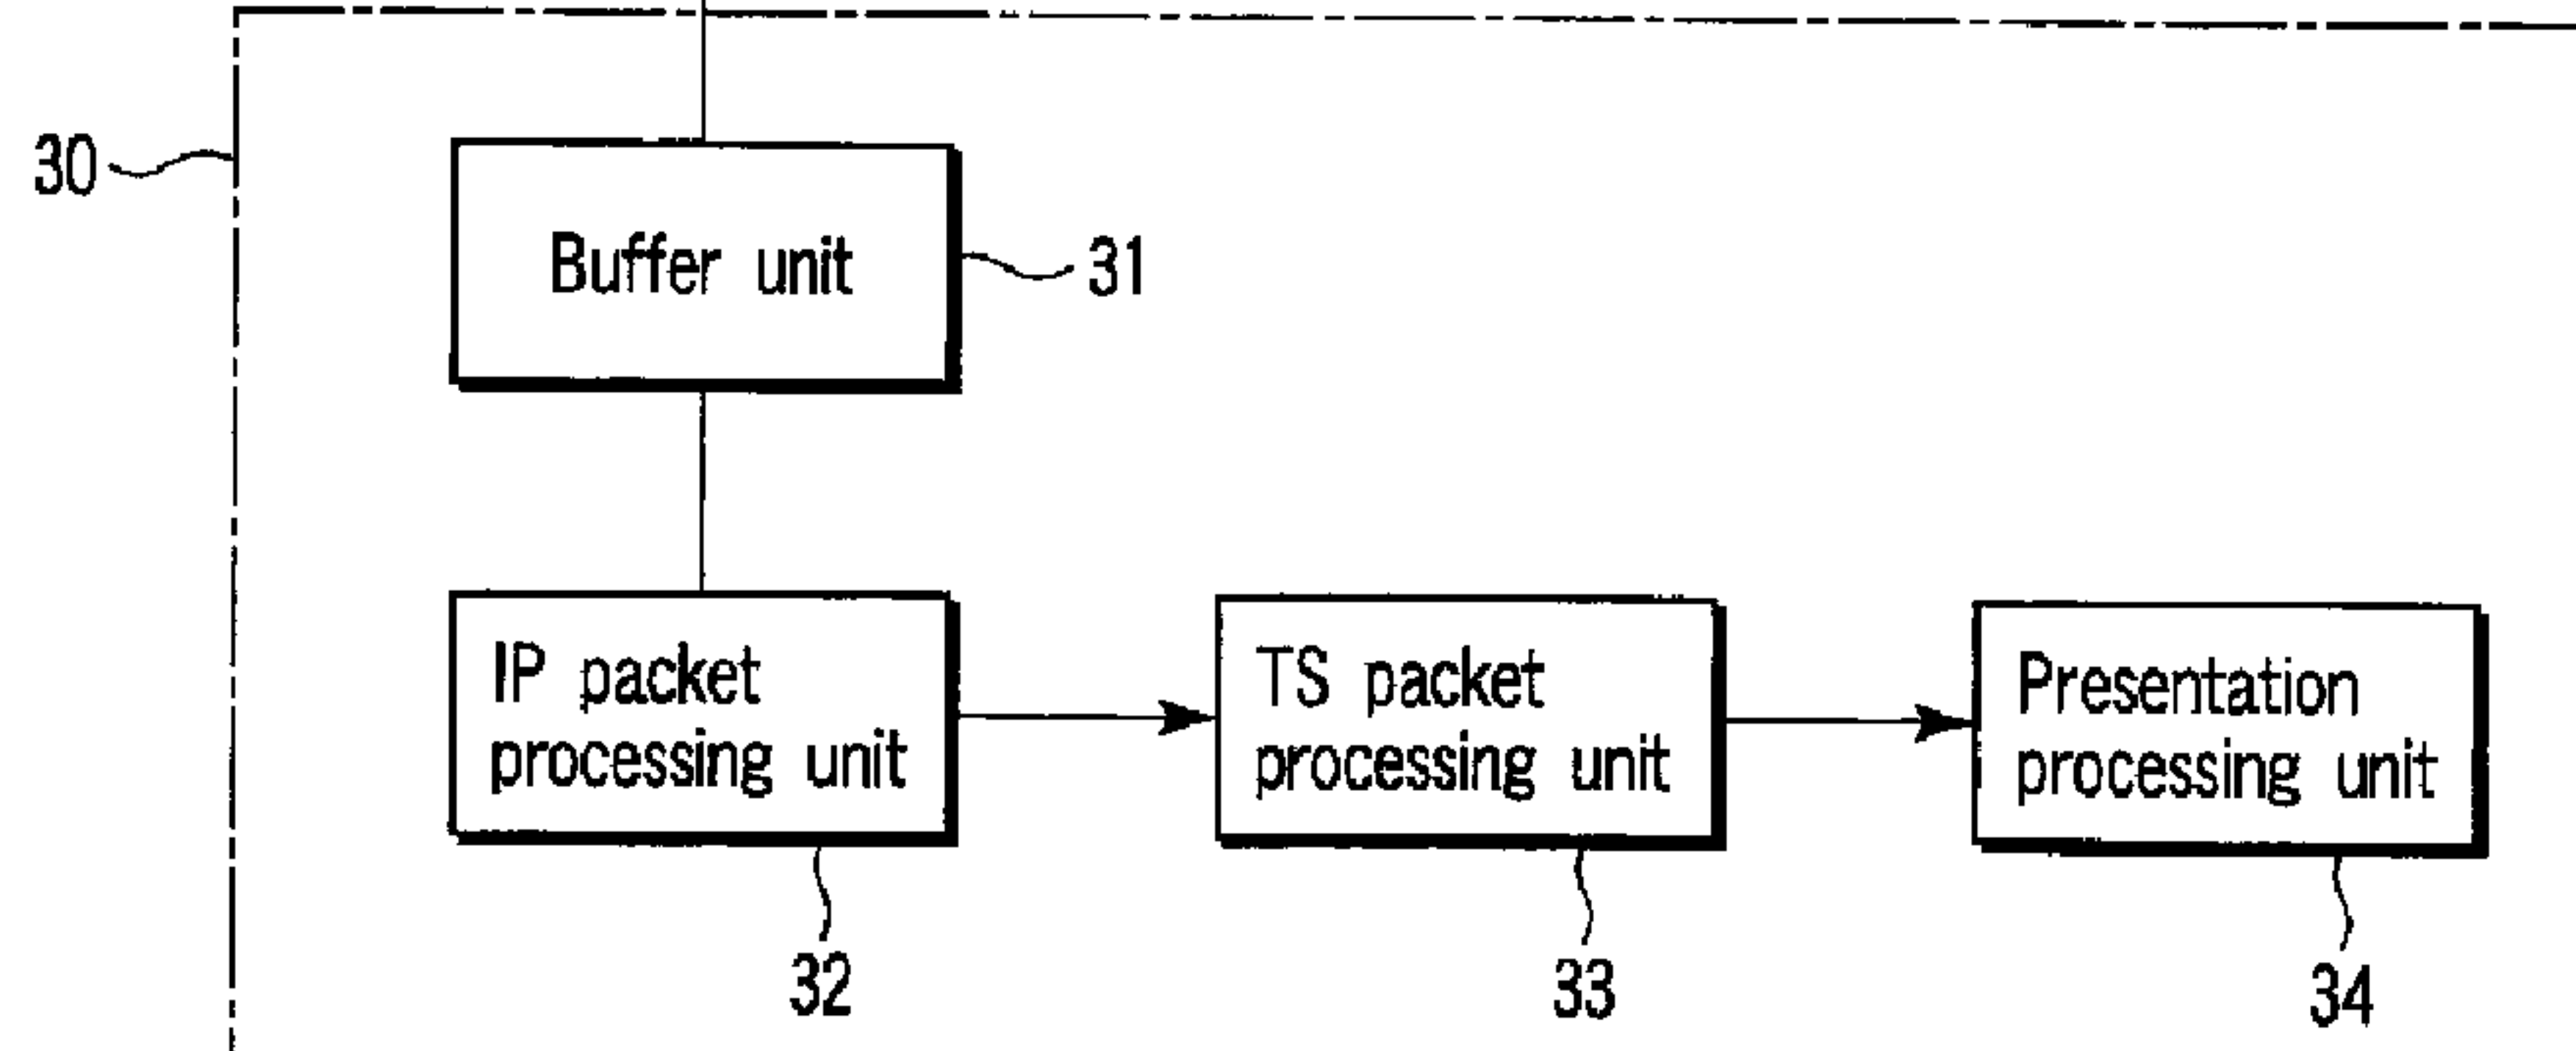 30
Buffer unit
31
IP packet
processing unit
32
TS packet
processing unit
33
Presentation
processing unit
34